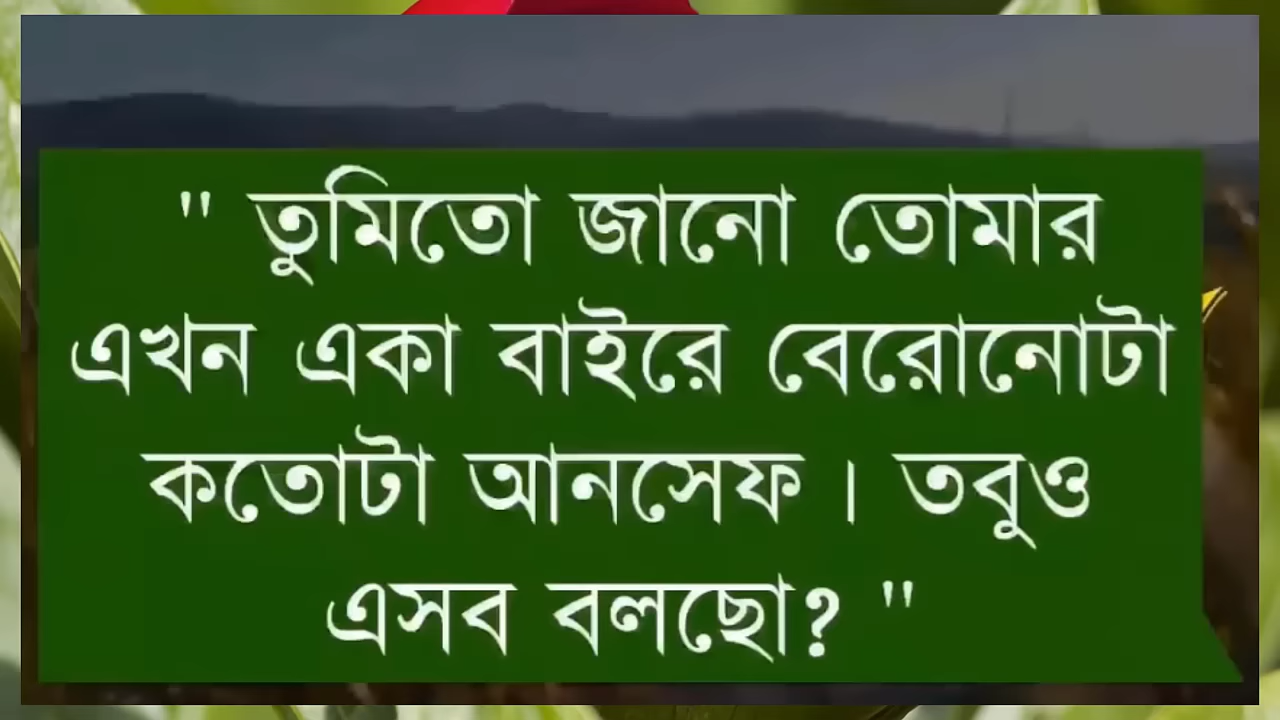 " তুমিতো জানো তোমার
এখন একা বাইরে বেরোনোটা
কতোটা আনসেফ । তবুও
এসব বলছো? "